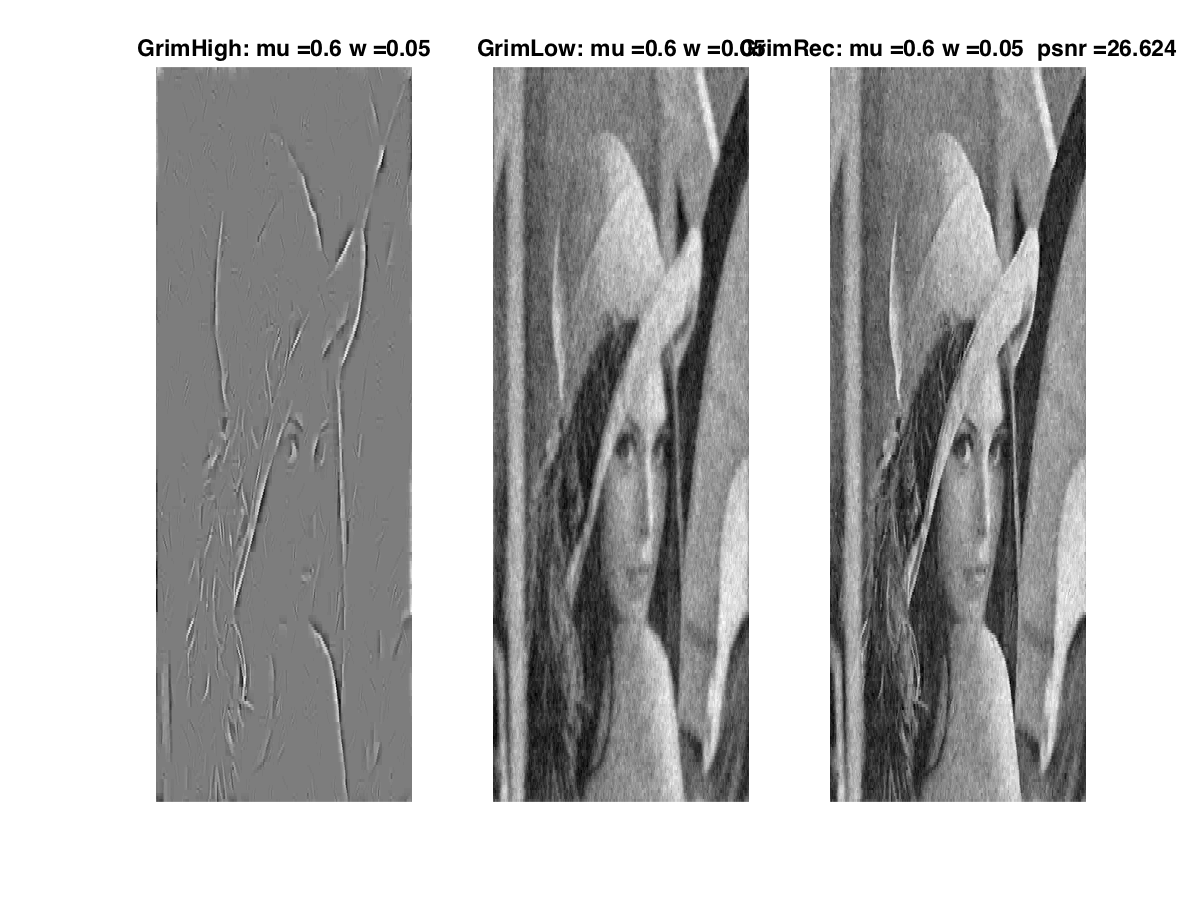 GrimHigh: mu =0.6 w =0.05
GrimLow: mu =0.6 w =0.05
GrimRec: mu =0.6 w =0.05  psnr =26.624